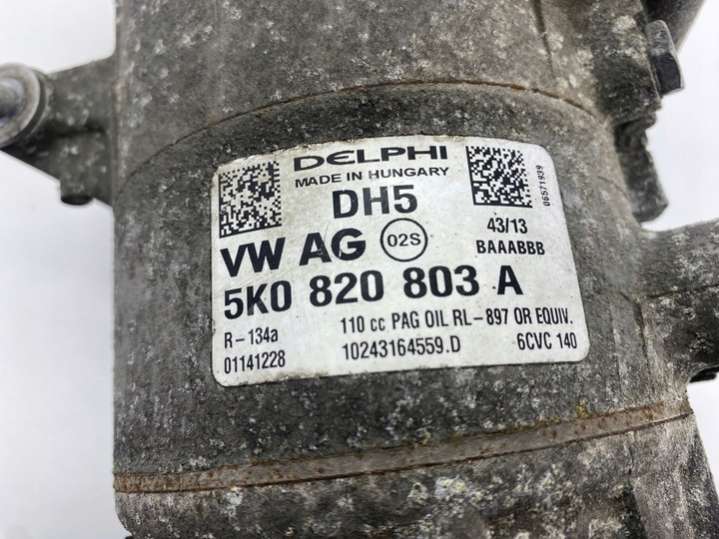 DELPHI
MADE IN HUNGARY
DH5
06571939
VW AG 02S
43/13
BAAABBB
5K0 820 803 A
R-134a 110 cc PAG OIL RL-897 OR EQUIV.
01141228 10243164559.D 6CVC 140